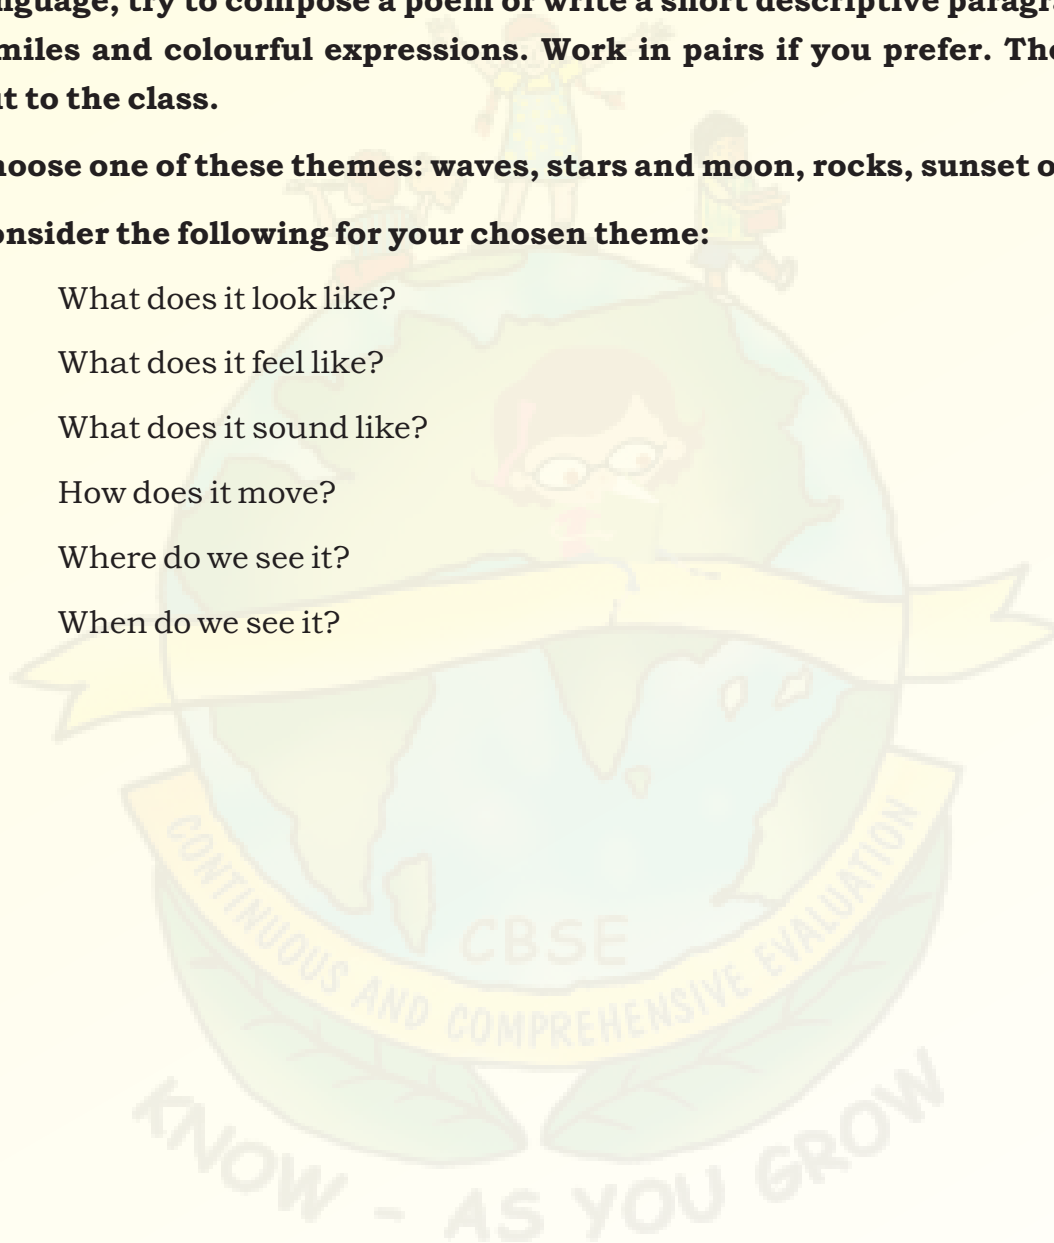 nguage, try to compose a poem or write a short descriptive paragra
miles and colourful expressions. Work in pairs if you prefer. The
ut to the class.
hoose one of these themes: waves, stars and moon, rocks, sunset o
onsider the following for your chosen theme:
What does it look like?
What does it feel like?
What does it sound like?
How does it move?
Where do we see it?
When do we see it?
CBSE
CONTINUOUS AND COMPREHENSIVE EVALUATION
KNOW - AS YOU GROW